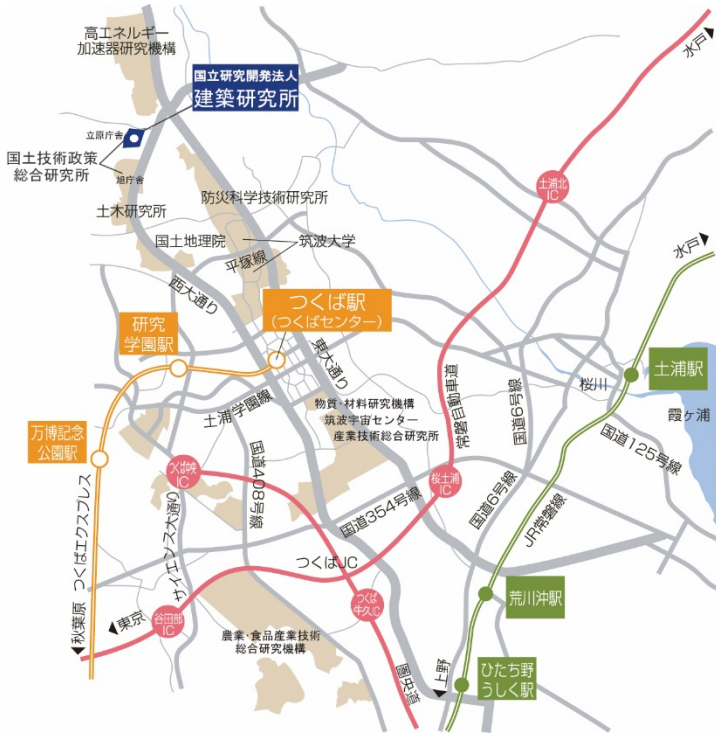 高エネルギー
加速器研究機構
水戸
国立研究開発法人
建築研究所
立原庁舎
国土技術政策
総合研究所
旭庁舎
土木研究所
防災科学技術研究所
国土地理院
筑波大学
平塚線
西大通り
土浦北
IC
水戸
つくば駅
(つくばセンター)
研究
学園駅
東大通り
土浦駅
桜川
霞ヶ浦
常磐自動車道
国道6号線
国道125号線
土浦学園線
物質・材料研究機構
筑波宇宙センター
産業技術総合研究所
万博記念
公園駅
つくば中央
IC
国道408号線
桜土浦
IC
国道354号線
国道6号線
JR常磐線
つくばエクスプレス
サイエンス大通り
つくばJC
秋葉原
東京
谷田部
IC
つくば
牛久IC
荒川沖駅
農業・食品産業技術
総合研究機構
圏央道
上野
ひたち野
うしく駅